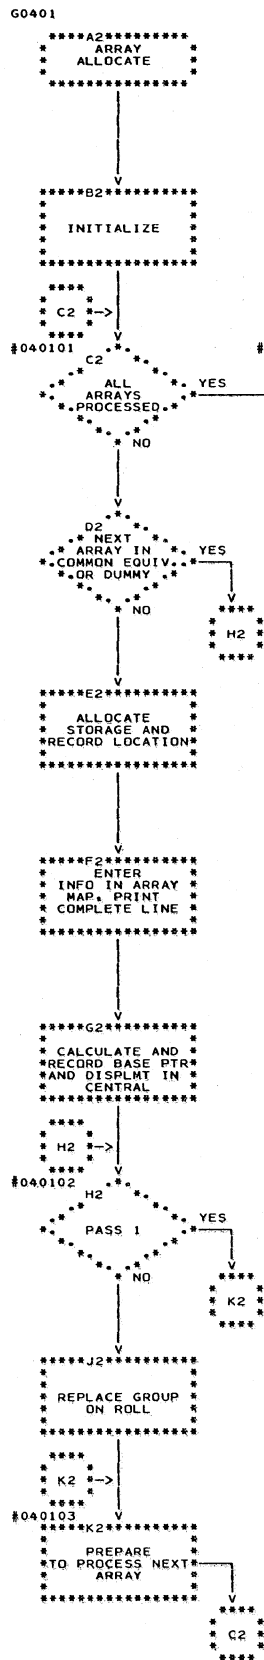 G0401
A2
ARRAY
ALLOCATE
B2
INITIALIZE
C2
#040101
#
C2
ALL
ARRAYS
PROCESSED
YES
NO
D2
NEXT
ARRAY IN
COMMON EQUIV.
OR DUMMY
YES
NO
H2
E2
ALLOCATE
STORAGE AND
RECORD LOCATION
F2
ENTER
INFO IN ARRAY
MAP. PRINT
COMPLETE LINE
G2
CALCULATE AND
RECORD BASE PTR
AND DISPLMT IN
CENTRAL
H2
#040102
H2
PASS 1
YES
NO
K2
J2
REPLACE GROUP
ON ROLL
K2
#040103
K2
PREPARE
TO PROCESS NEXT
ARRAY
C2